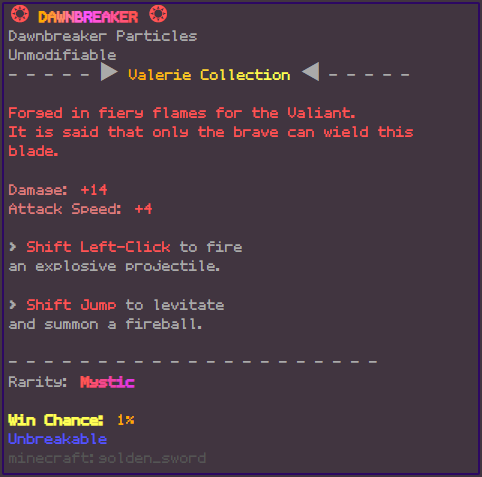 DAWNBREAKER
Dawnbreaker Particles
Unmodifiable
- - - - - ▶ Valerie Collection ◀ - - - - -
Forged in fiery flames for the Valiant.
It is said that only the brave can wield this
blade.
Damage: +14
Attack Speed: +4
> Shift Left-Click to fire
an explosive projectile.
> Shift Jump to levitate
and summon a fireball.
- - - - - - - - - - - - - - - - - - - - -
Rarity: Mystic
Win Chance: 1%
Unbreakable
minecraft:golden_sword